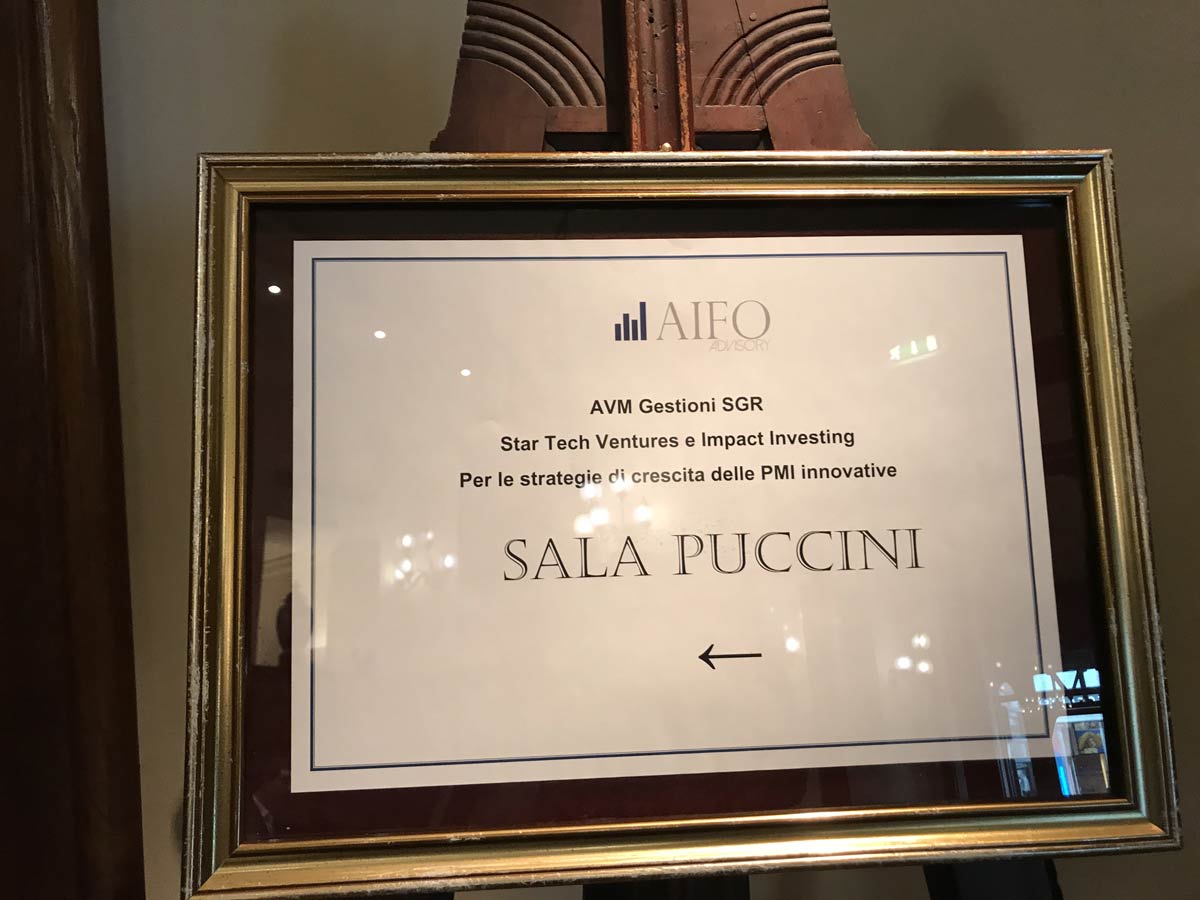 AIFO
ADVISORY
AVM Gestioni SGR
Star Tech Ventures e Impact Investing
Per le strategie di crescita delle PMI innovative
SALA PUCCINI
←